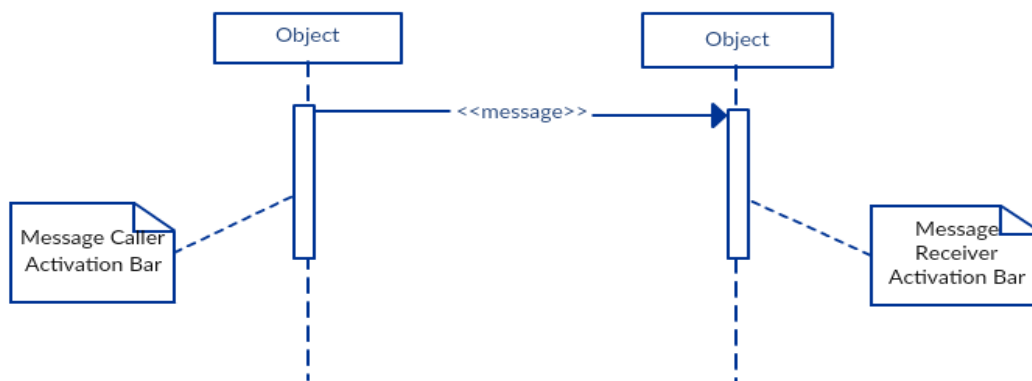 Object
Object
<<message>>
Message Caller
Activation Bar
Message
Receiver
Activation Bar